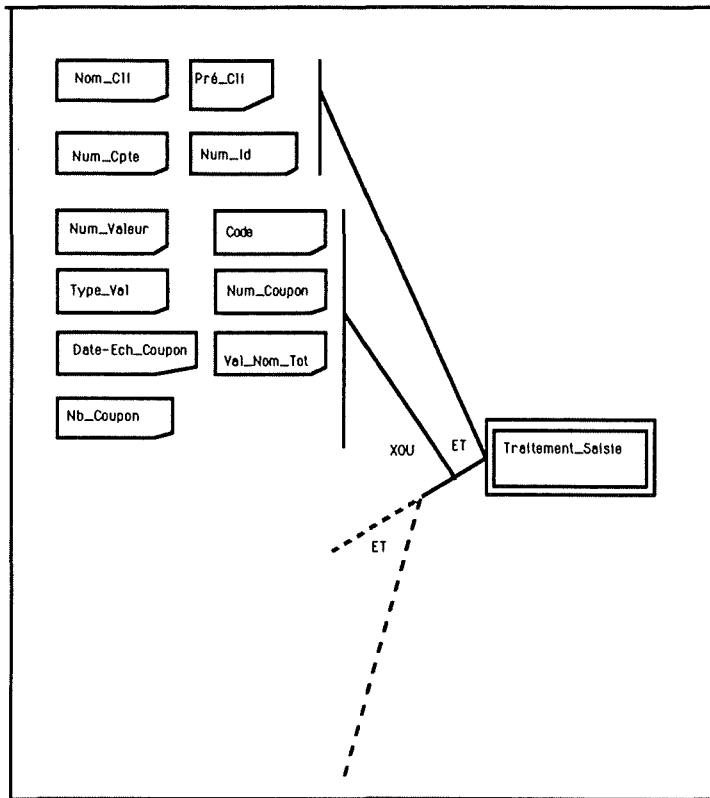 Nom_Cli
Pré_Cli
Num_Cpte
Num_Id
Num_Valeur
Code
Type_Val
Num_Coupon
Date-Ech_Coupon
Val_Nom_Tot
Nb_Coupon
XOU
ET
Traitement_Saisie
ET